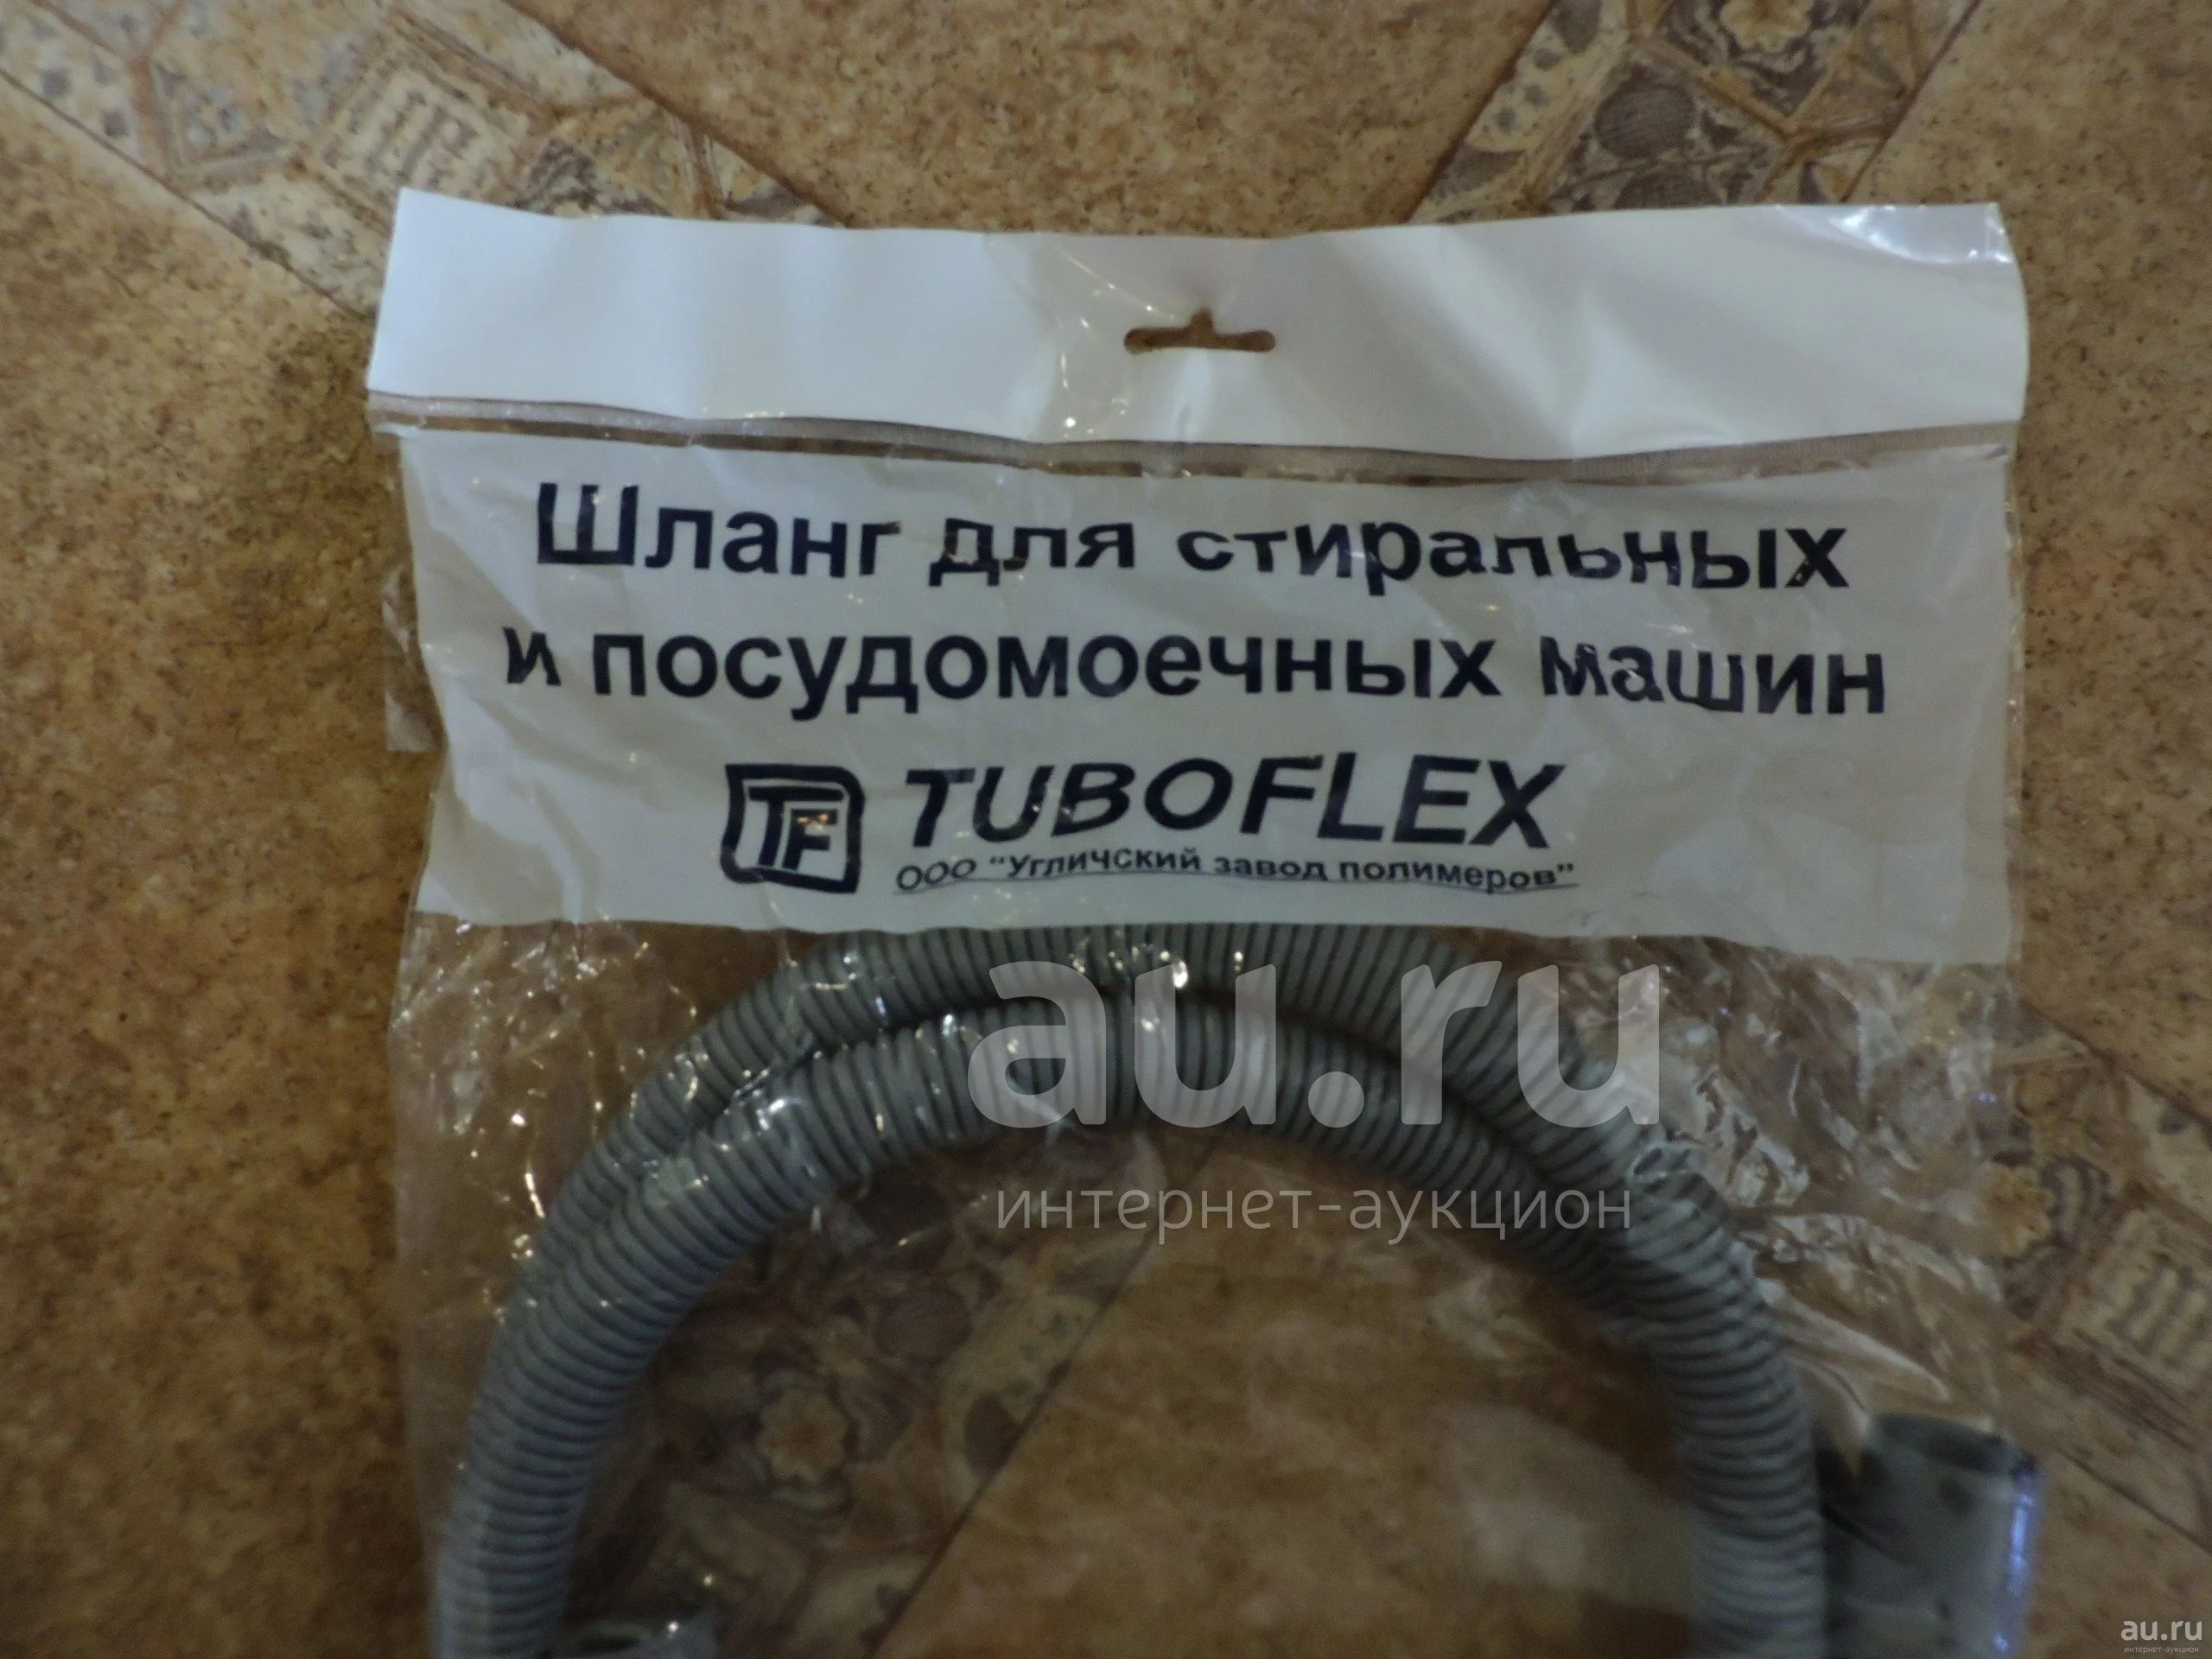 Шланг для стиральных
и посудомоечных машин
TF TUBOFLEX
ООО "Угличский завод полимеров"
au.ru
интернет-аукцион
au.ru
интернет-аукцион